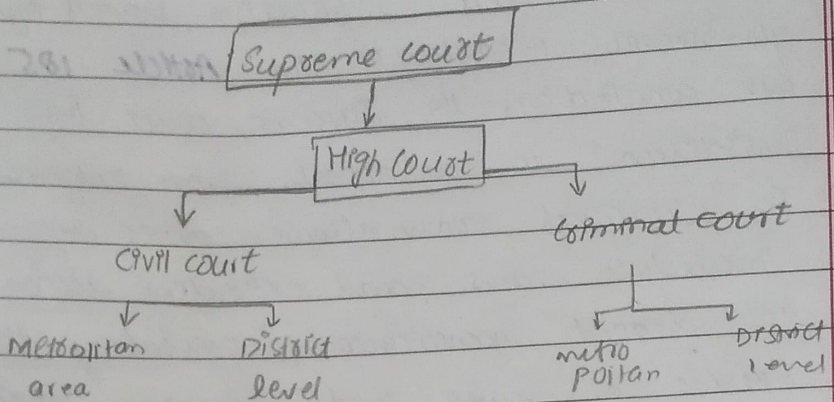 Supreme court
High court
Criminal court
Civil court
Metropolitan
area
District
level
metro
politan
District
level